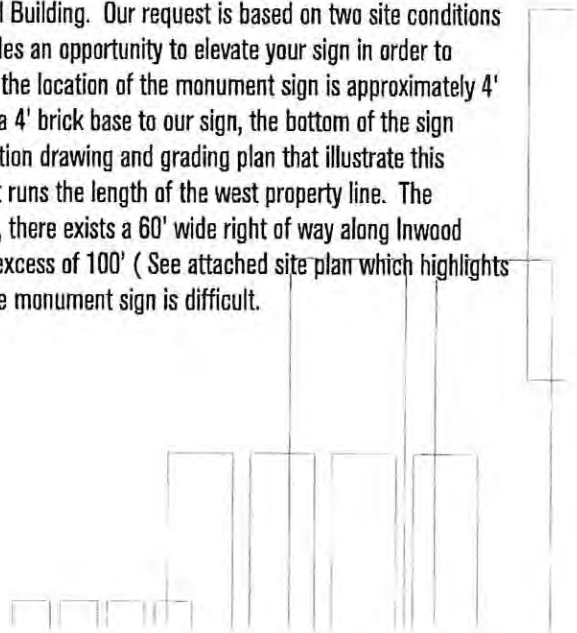 l Building. Our request is based on two site conditions
les an opportunity to elevate your sign in order to
the location of the monument sign is approximately 4'
a 4' brick base to our sign, the bottom of the sign
tion drawing and grading plan that illustrate this
t runs the length of the west property line. The
, there exists a 60' wide right of way along Inwood
excess of 100' ( See attached site plan which highlights
e monument sign is difficult.